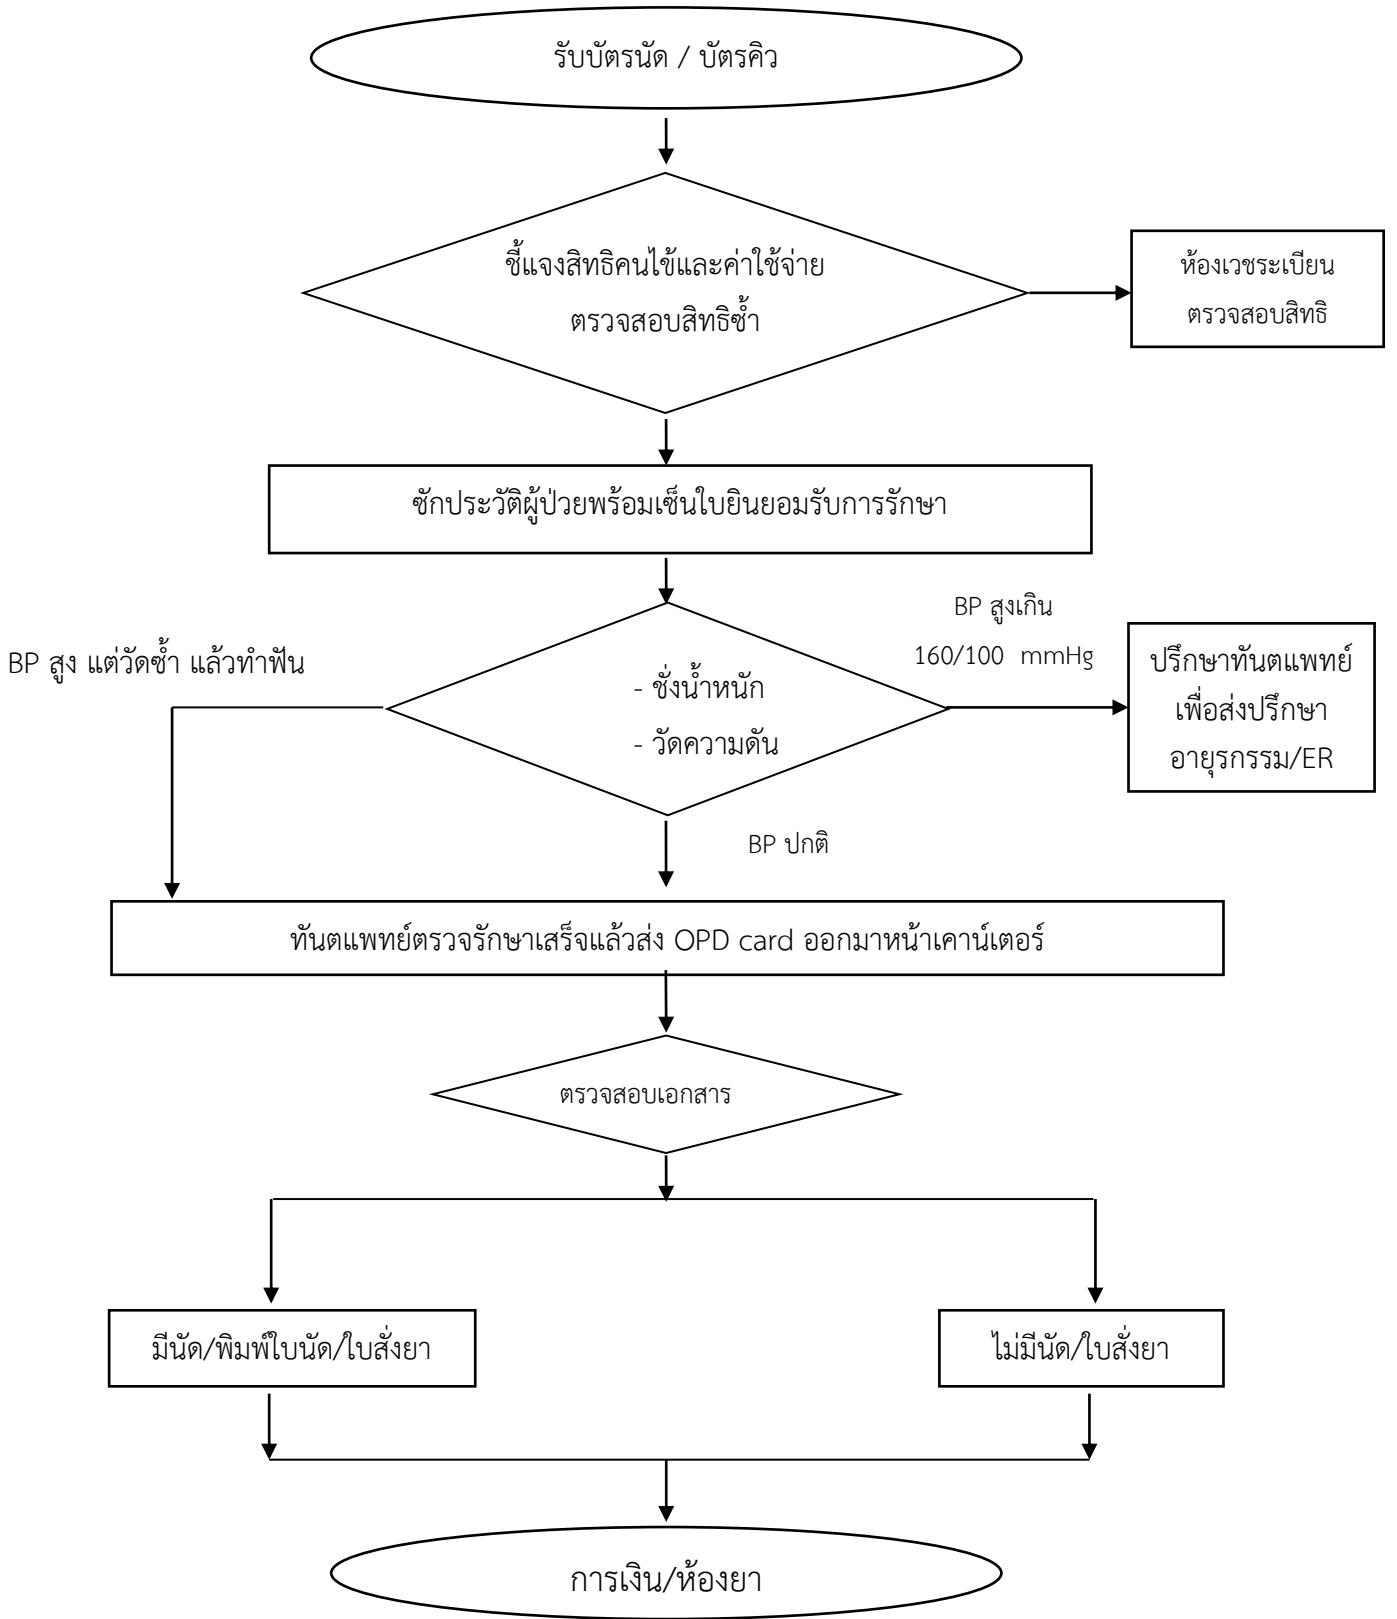 รับบัตรนัด / บัตรคิว
ชี้แจงสิทธิคนไข้และค่าใช้จ่าย
ตรวจสอบสิทธิซ้ำ
ห้องเวชระเบียน
ตรวจสอบสิทธิ
ซักประวัติผู้ป่วยพร้อมเซ็นใบยินยอมรับการรักษา
BP สูง แต่วัดซ้ำ แล้วทำฟัน
- ชั่งน้ำหนัก
- วัดความดัน
BP สูงเกิน
160/100 mmHg
ปรึกษาทันตแพทย์
เพื่อส่งปรึกษา
อายุรกรรม/ER
BP ปกติ
ทันตแพทย์ตรวจรักษาเสร็จแล้วส่ง OPD card ออกมาหน้าเคาน์เตอร์
ตรวจสอบเอกสาร
มีนัด/พิมพ์ใบนัด/ใบสั่งยา
ไม่มีนัด/ใบสั่งยา
การเงิน/ห้องยา